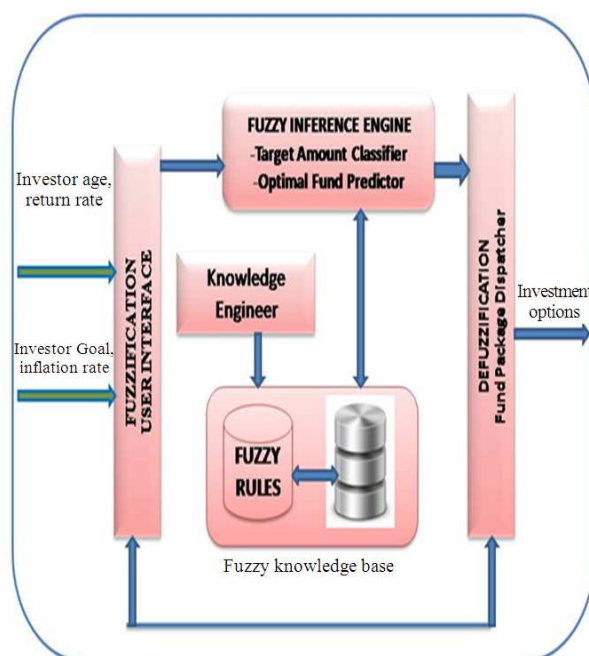 Investor age,
return rate
Investor Goal,
inflation rate
FUZZIFICATION
USER INTERFACE
FUZZY INFERENCE ENGINE
-Target Amount Classifier
-Optimal Fund Predictor
Knowledge
Engineer
FUZZY
RULES
Fuzzy knowledge base
DEFUZZIFICATION
Fund Package Dispatcher
Investment
options